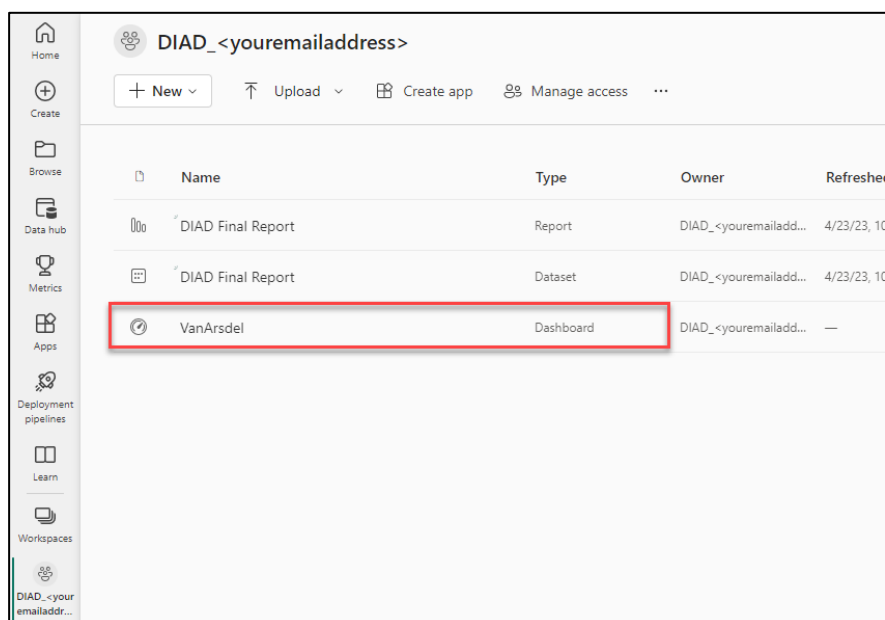 Home
Create
Browse
Data hub
Metrics
Apps
Deployment
pipelines
Learn
Workspaces
DIAD_<your
emailaddr...
DIAD_<youremailaddress>
New
Upload
Create app
Manage access
...
Name Type Owner Refreshed
DIAD Final Report Report DIAD_<youremailadd... 4/23/23, 10
DIAD Final Report Dataset DIAD_<youremailadd... 4/23/23, 10
VanArsdel Dashboard DIAD_<youremailadd... —